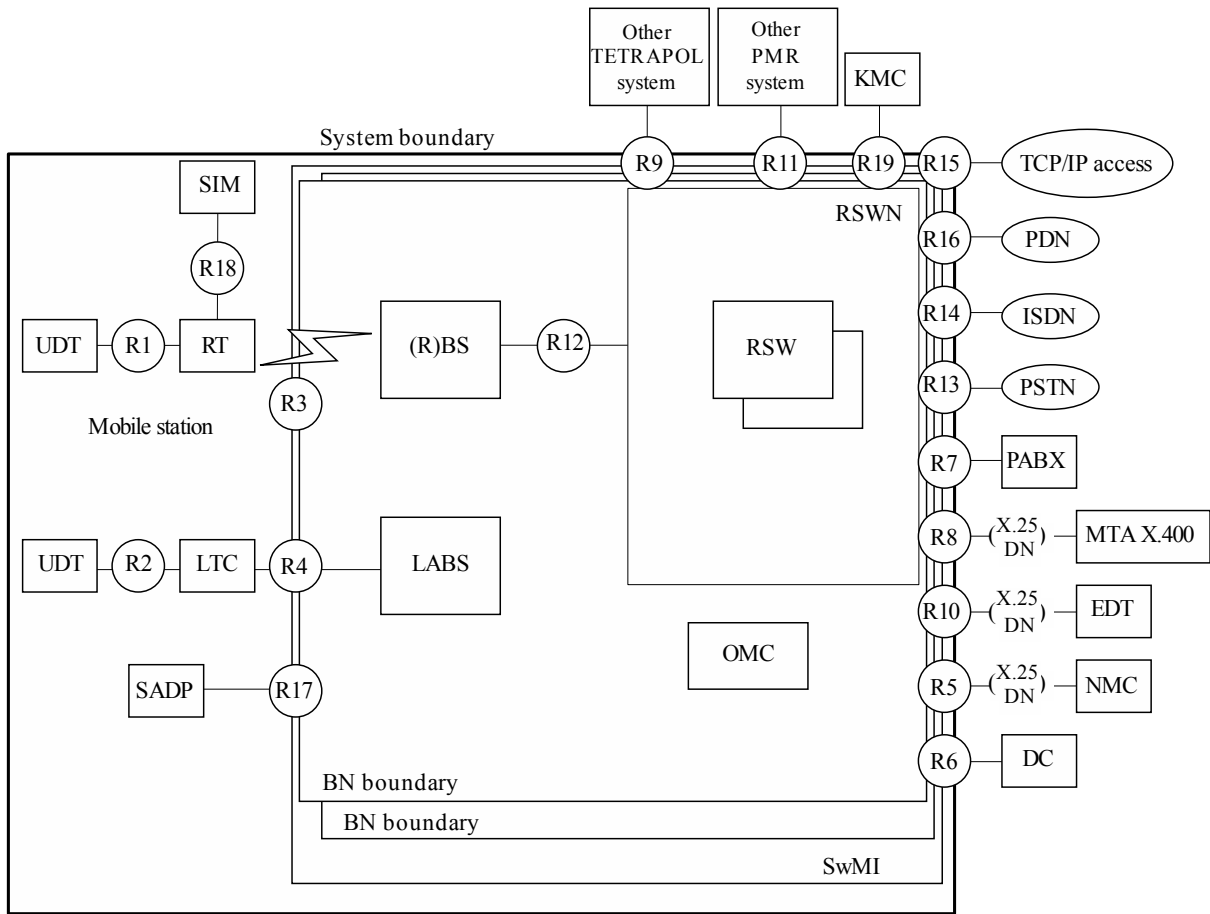 Other
TETRAPOL
system
Other
PMR
system
KMC
System boundary
R9
R11
R19
R15
TCP/IP access
SIM
RSWN
R16
PDN
R18
R14
ISDN
UDT
R1
RT
(R)BS
R12
RSW
R3
R13
PSTN
Mobile station
R7
PABX
R8
(X.25
DN)
MTA X.400
UDT
R2
LTC
R4
LABS
R10
(X.25
DN)
EDT
OMC
SADP
R17
R5
(X.25
DN)
NMC
R6
DC
BN boundary
BN boundary
SwMI